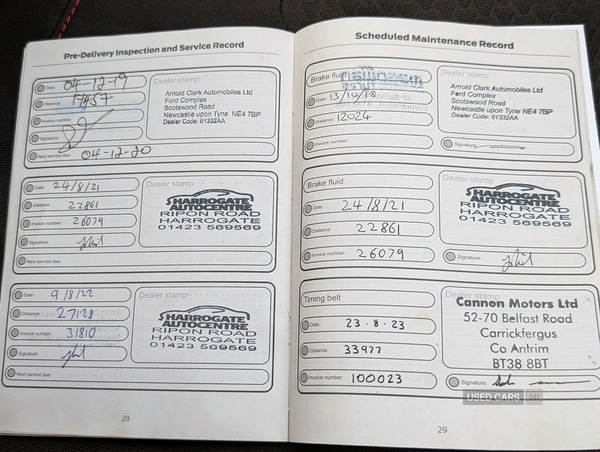 Pre-Delivery Inspection and Service Record
Date: 04-12-19
Distance: 17457
Invoice number:
Signature:
Next service due: 04-12-20
Dealer stamp
Arnold Clark Automobiles Ltd
Ford Complex
Scotswood Road
Newcastle upon Tyne NE4 7BP
Dealer Code: 61332AA
Date: 24/8/21
Distance: 22861
Invoice number: 26079
Signature:
Next service due:
Dealer stamp
HARROGATE
AUTOCENTRE
RIPON ROAD
HARROGATE
01423 569569
Date: 9/8/22
Distance: 27128
Invoice number: 31810
Signature:
Next service due:
Dealer stamp
HARROGATE
AUTOCENTRE
RIPON ROAD
HARROGATE
01423 569569
28
Scheduled Maintenance Record
Brake fluid
Date: 13/10/18
Distance: 12024
Invoice number:
Dealer stamp
Arnold Clark Automobiles Ltd
Ford Complex
Scotswood Road
Newcastle upon Tyne NE4 7BP
Dealer Code: 61332AA
Signature:
Brake fluid
Date: 24/8/21
Distance: 22861
Invoice number: 26079
Dealer stamp
HARROGATE
AUTOCENTRE
RIPON ROAD
HARROGATE
01423 569569
Signature:
Timing belt
Date: 23.8.23
Distance: 33977
Invoice number: 100023
Dealer stamp
Cannon Motors Ltd
52-70 Belfast Road
Carrickfergus
Co Antrim
BT38 8BT
Signature:
USED CARS NI
29